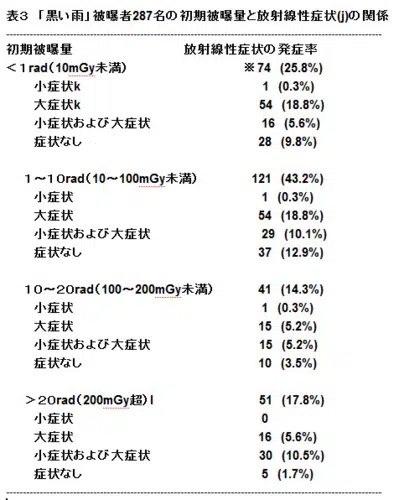 表3 「黒い雨」被曝者287名の初期被曝量と放射線性症状(j)の関係
初期被曝量 放射線性症状の発症率
<1rad(10mGy未満) ※74 (25.8%)
小症状k 1 (0.3%)
大症状k 54 (18.8%)
小症状および大症状 16 (5.6%)
症状なし 28 (9.8%)
1~10rad(10~100mGy未満) 121 (43.2%)
小症状 1 (0.3%)
大症状 54 (18.8%)
小症状および大症状 29 (10.1%)
症状なし 37 (12.9%)
10~20rad(100~200mGy未満) 41 (14.3%)
小症状 1 (0.3%)
大症状 15 (5.2%)
小症状および大症状 15 (5.2%)
症状なし 10 (3.5%)
>20rad(200mGy超)l 51 (17.8%)
小症状 0
大症状 16 (5.6%)
小症状および大症状 30 (10.5%)
症状なし 5 (1.7%)